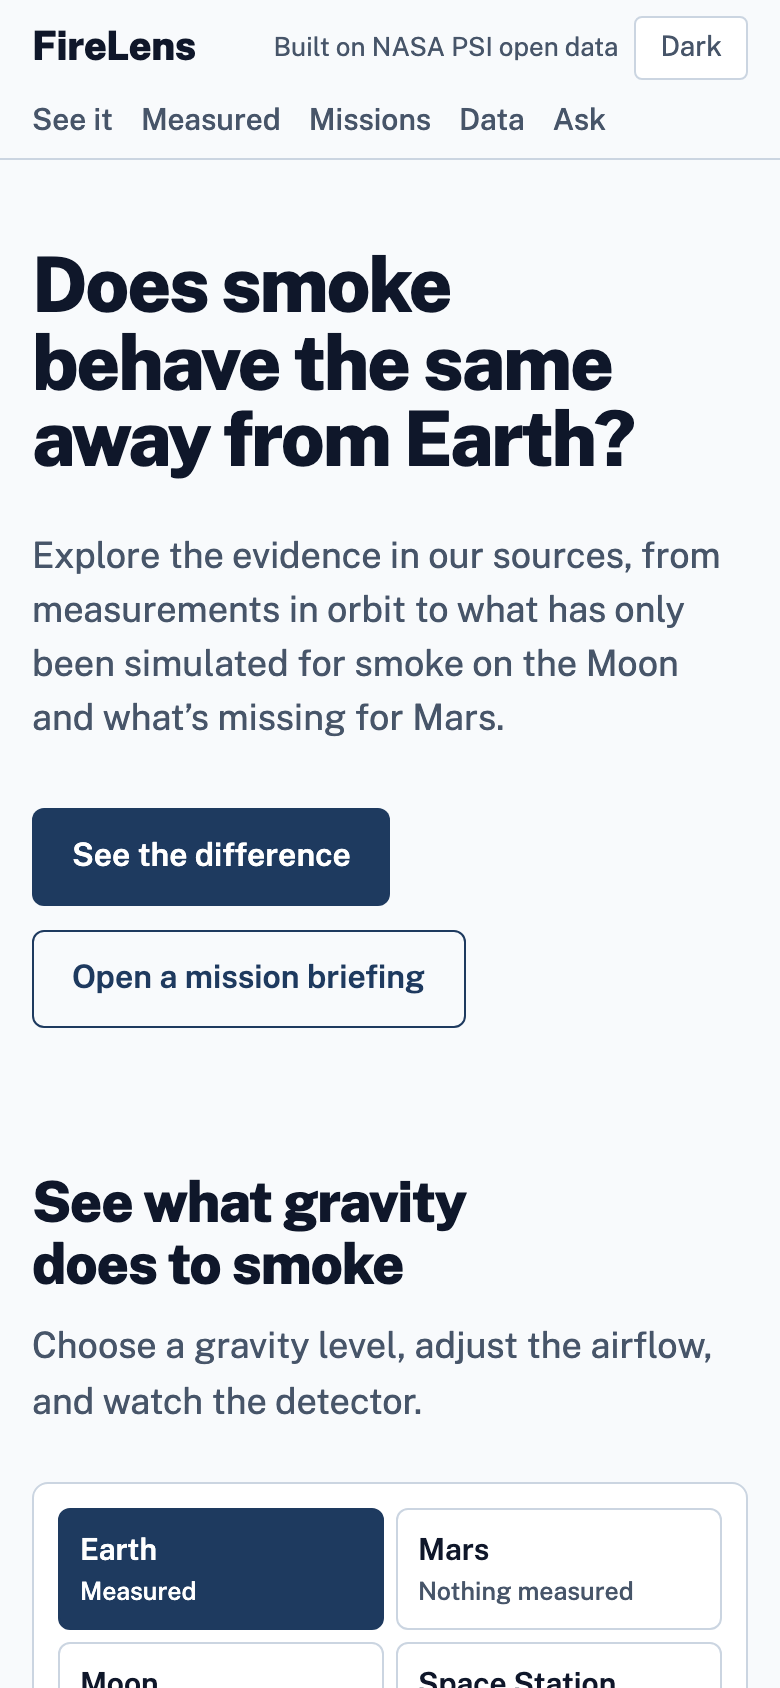 FireLens
Built on NASA PSI open data
Dark
See it Measured Missions Data Ask
Does smoke
behave the same
away from Earth?
Explore the evidence in our sources, from
measurements in orbit to what has only
been simulated for smoke on the Moon
and what’s missing for Mars.
See the difference
Open a mission briefing
See what gravity
does to smoke
Choose a gravity level, adjust the airflow,
and watch the detector.
Earth
Measured
Mars
Nothing measured
Moon
Space Station